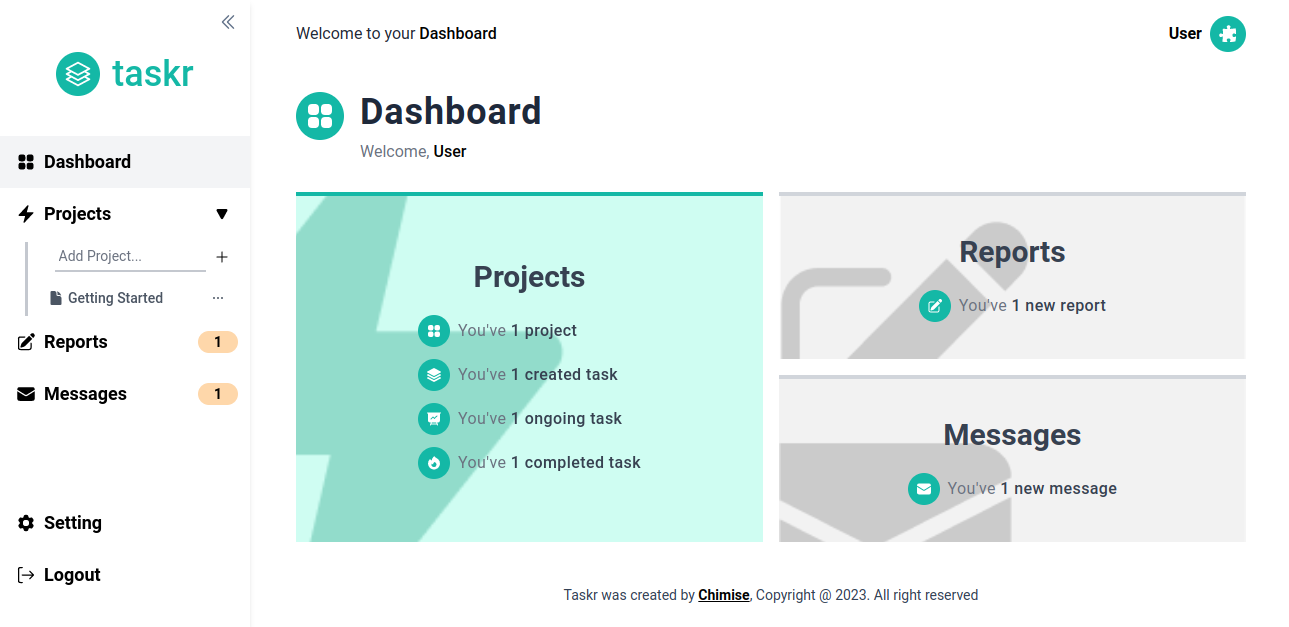 taskr
Dashboard
Projects
Add Project...
Getting Started
Reports 1
Messages 1
Setting
Logout
Welcome to your Dashboard
User
Dashboard
Welcome, User
Projects
You've 1 project
You've 1 created task
You've 1 ongoing task
You've 1 completed task
Reports
You've 1 new report
Messages
You've 1 new message
Taskr was created by Chimise, Copyright @ 2023. All right reserved